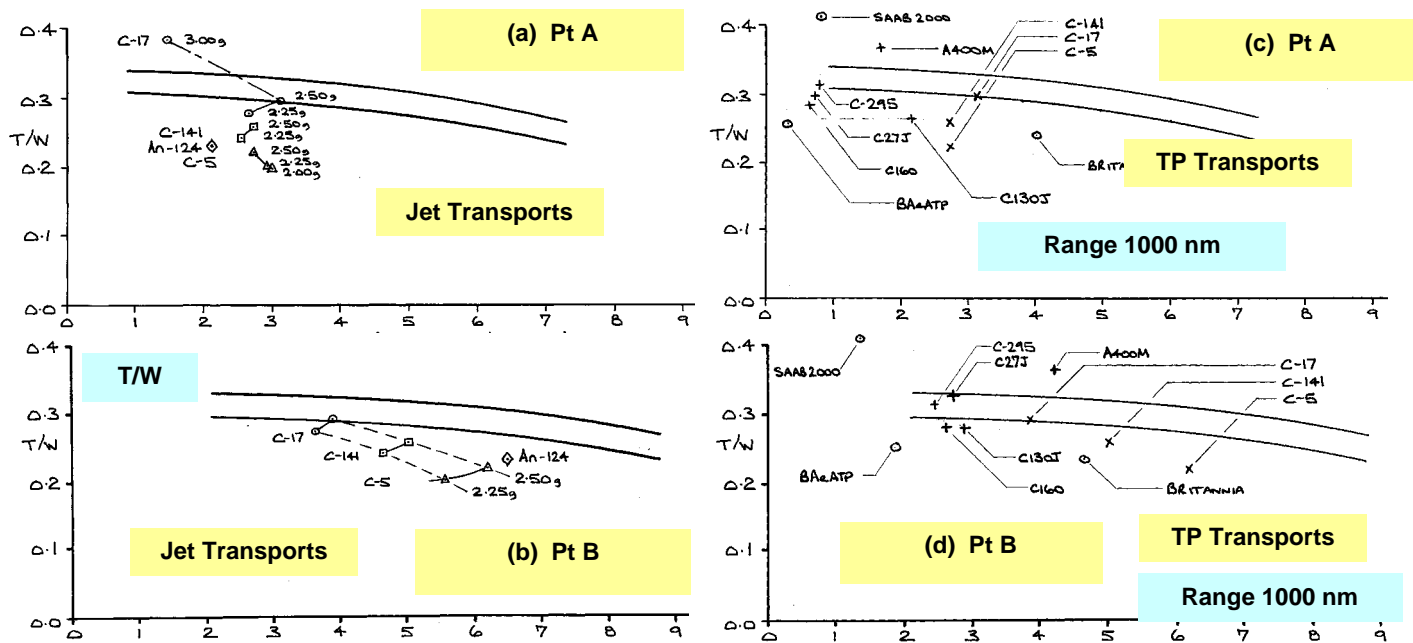 (a) Pt A
0.4
C-17
3.00g
0.3
2.50g
2.25g
C-141
2.50g
2.25g
T/W
An-124
C-5
2.50g
2.25g
2.00g
0.2
Jet Transports
0.1
0.0
0 1 2 3 4 5 6 7 8 9
(c) Pt A
0.4
SAAB 2000
C-141
C-17
C-5
A400M
0.3
C-295
T/W
C27J
BRIT
TP Transports
0.2
C160
BAeATP
C130J
0.1
Range 1000 nm
0.0
0 1 2 3 4 5 6 7 8 9
0.4
T/W
0.3
T/W
C-17
C-141
An-124
C-5
2.50g
2.25g
0.2
Jet Transports
(b) Pt B
0.1
0.0
0 1 2 3 4 5 6 7 8 9
0.4
SAAB2000
C-295
C27J
A400M
C-17
C-141
C-5
0.3
T/W
BAeATP
C130J
C160
BRITANNIA
0.2
(d) Pt B
TP Transports
0.1
Range 1000 nm
0.0
0 1 2 3 4 5 6 7 8 9